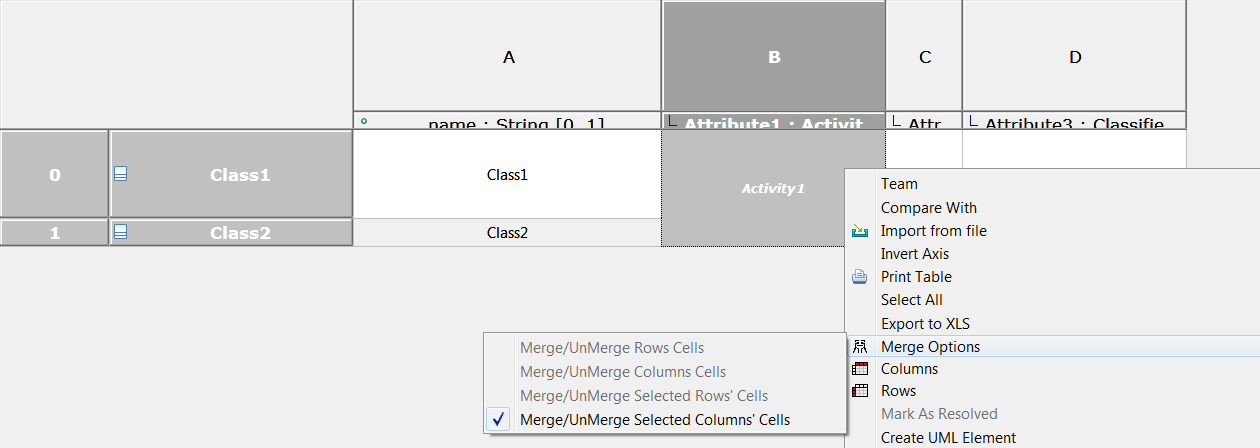 A B C D
name : String [0..1] Attribute1 : Activit Attr Attribute3 : Classifie
0 Class1 Class1 Activity1
1 Class2 Class2
Team
Compare With
Import from file
Invert Axis
Print Table
Select All
Export to XLS
Merge Options
Columns
Rows
Mark As Resolved
Create UML Element
Merge/UnMerge Rows Cells
Merge/UnMerge Columns Cells
Merge/UnMerge Selected Rows' Cells
Merge/UnMerge Selected Columns' Cells